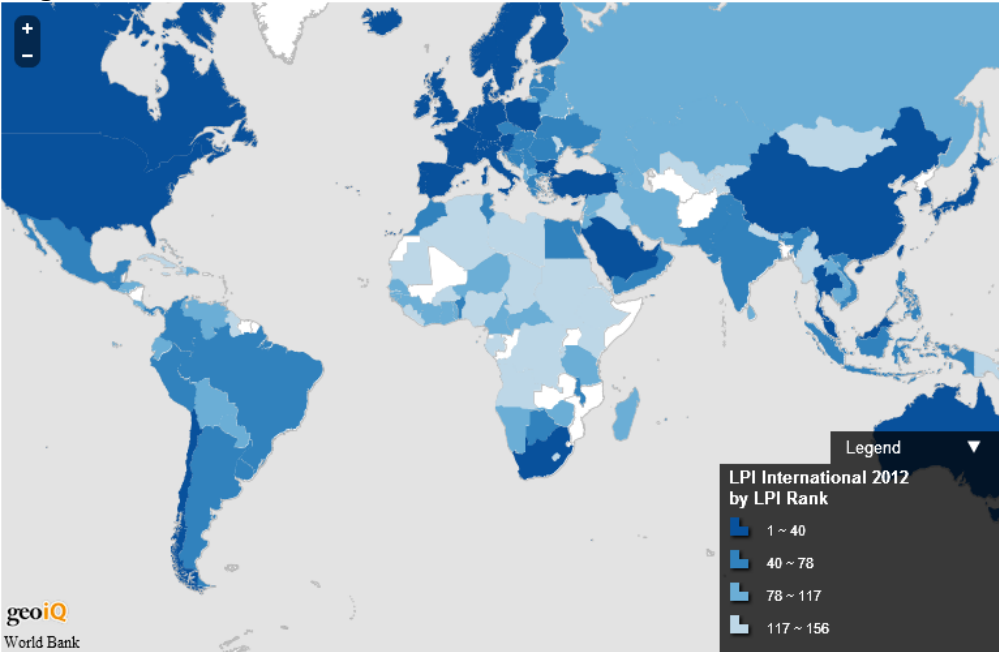 +
−
Legend ▼
LPI International 2012
by LPI Rank
1 ~ 40
40 ~ 78
78 ~ 117
117 ~ 156
geoiQ
World Bank